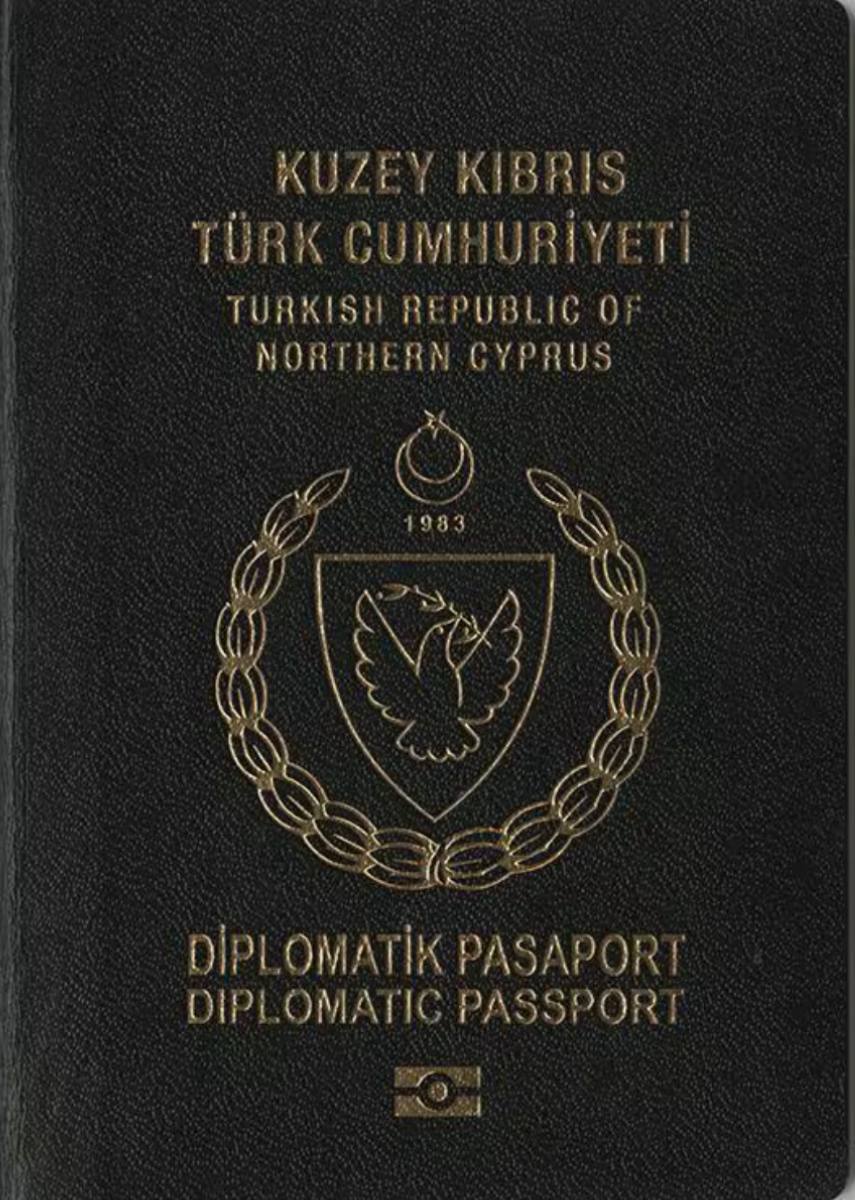 KUZEY KIBRIS
TÜRK CUMHURİYETİ
TURKISH REPUBLIC OF
NORTHERN CYPRUS
1983
DİPLOMATİK PASAPORT
DIPLOMATIC PASSPORT